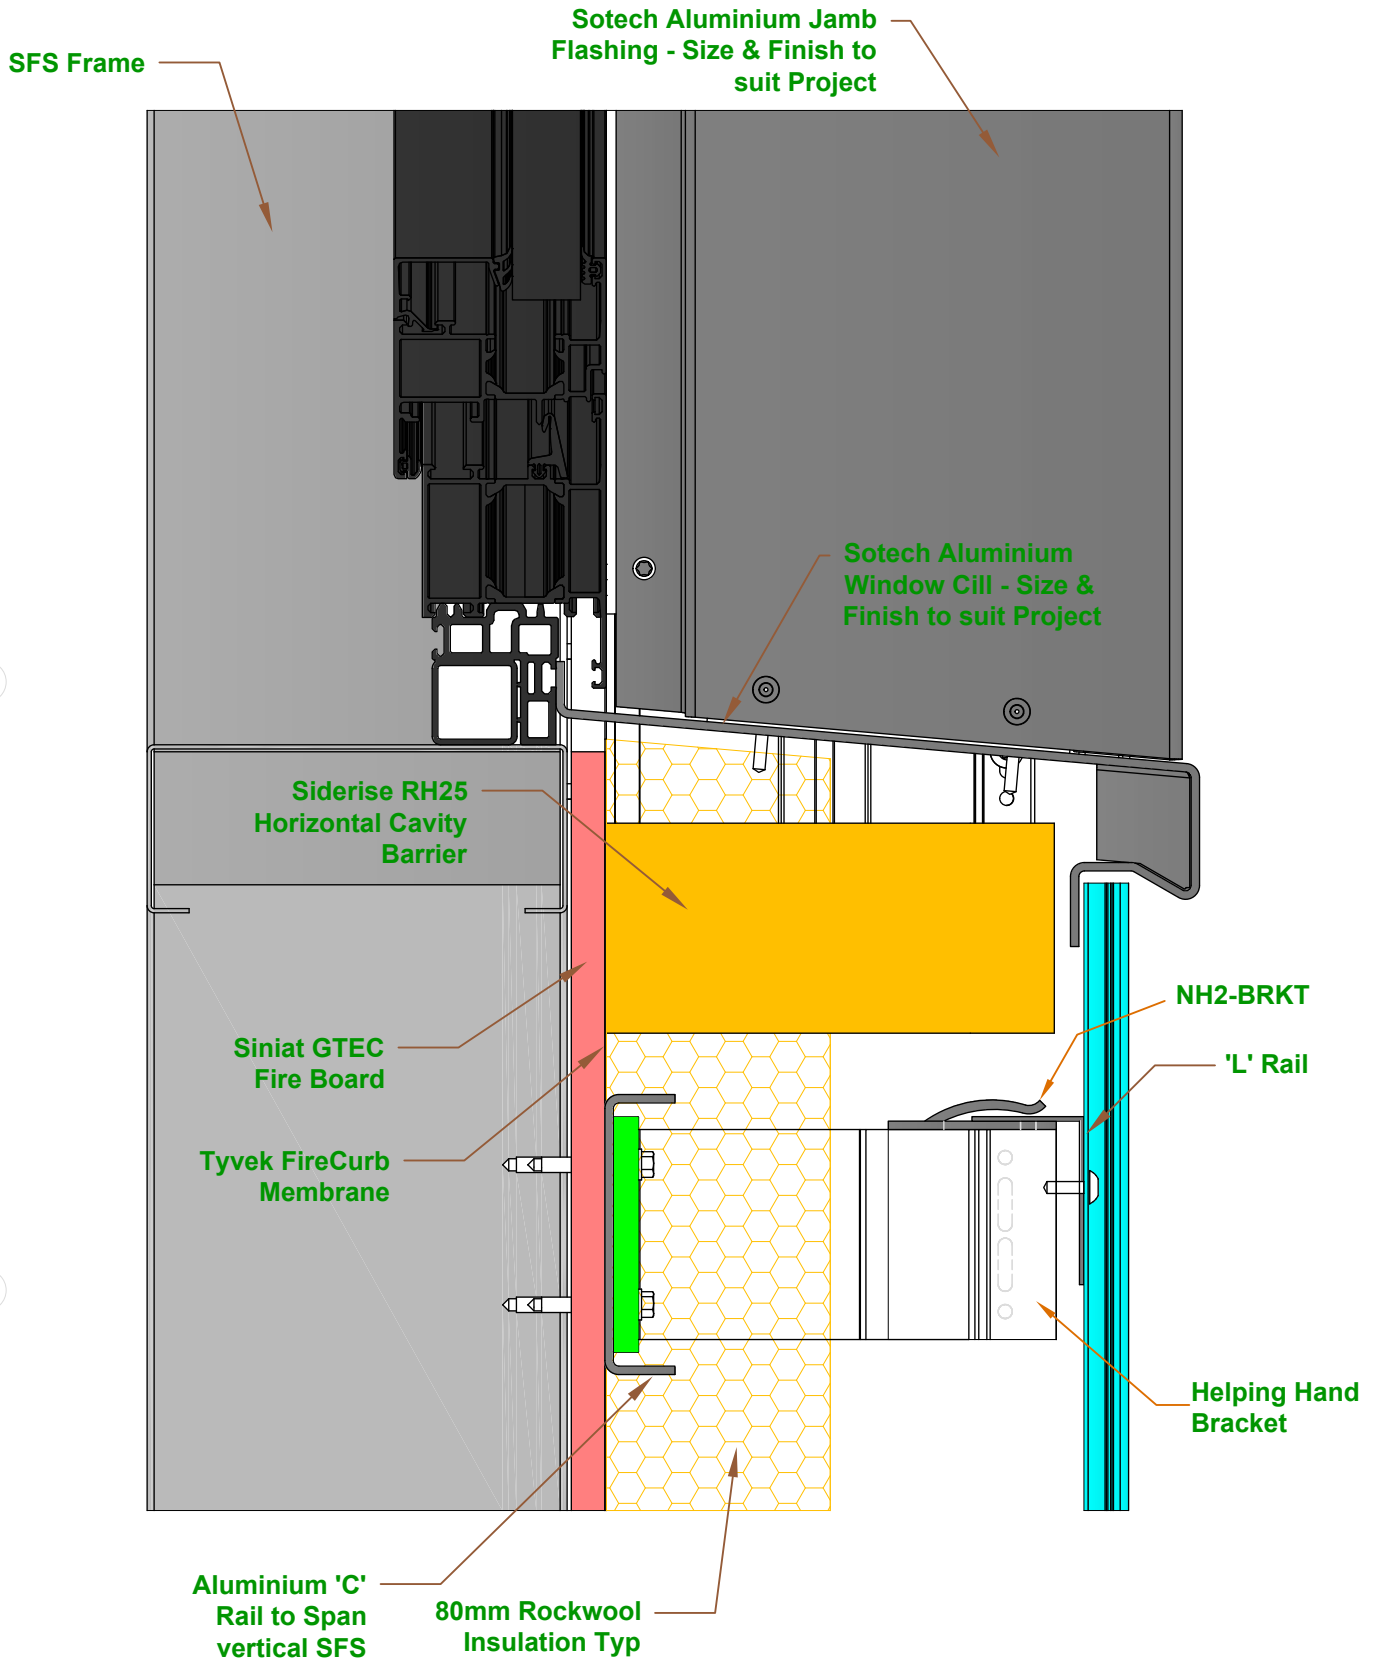 Sotech Aluminium Jamb
Flashing - Size & Finish to
suit Project
SFS Frame
Sotech Aluminium
Window Cill - Size &
Finish to suit Project
Siderise RH25
Horizontal Cavity
Barrier
NH2-BRKT
Siniat GTEC
Fire Board
'L' Rail
Tyvek FireCurb
Membrane
Helping Hand
Bracket
Aluminium 'C'
Rail to Span
vertical SFS
80mm Rockwool
Insulation Typ